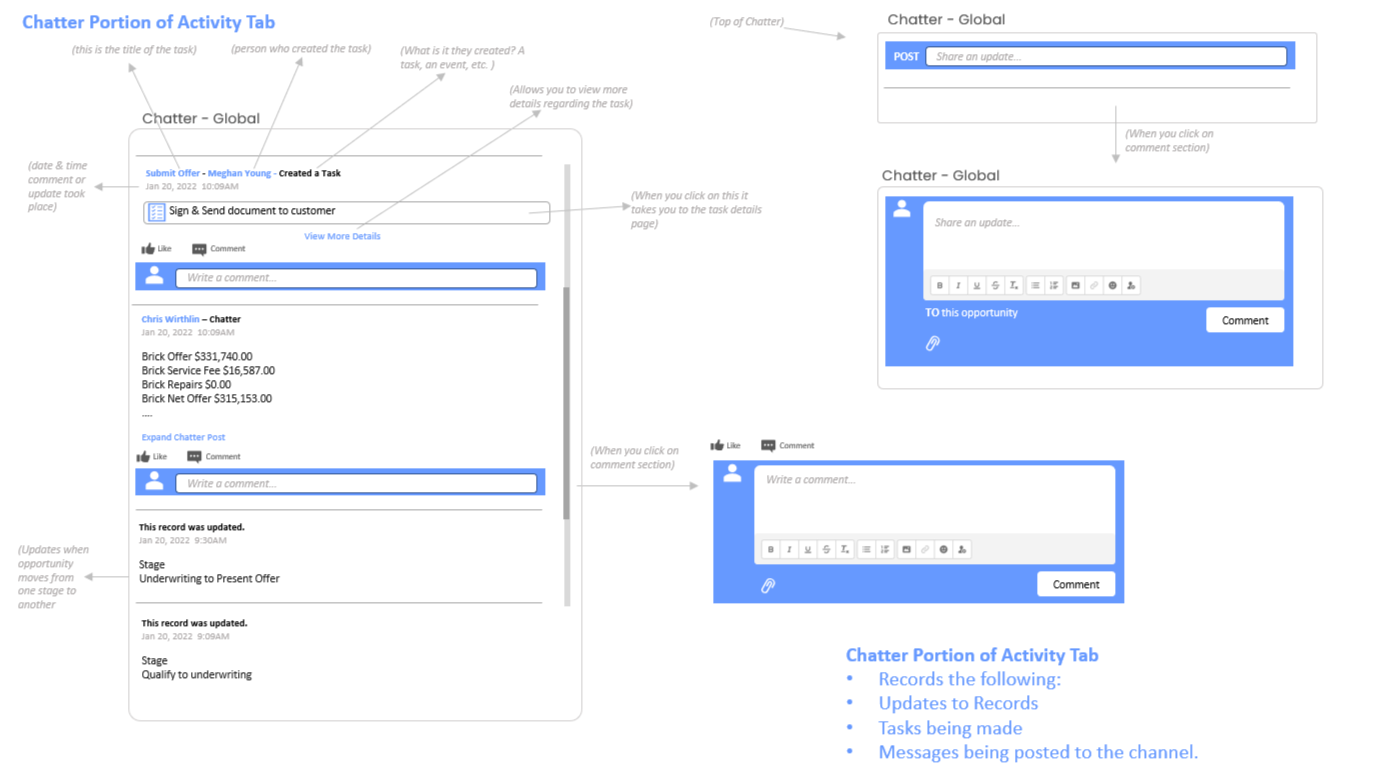 Chatter Portion of Activity Tab
(this is the title of the task)
(person who created the task)
(What is it they created? A
task, an event, etc. )
(Allows you to view more
details regarding the task)
Chatter - Global
(date & time
comment or
update took
place)
Submit Offer - Meghan Young - Created a Task
Jan 20, 2022 10:09AM
Sign & Send document to customer
(When you click on this it
takes you to the task details
page)
View More Details
Like
Comment
Write a comment...
Chris Wirthlin – Chatter
Jan 20, 2022 10:09AM
Brick Offer $331,740.00
Brick Service Fee $16,587.00
Brick Repairs $0.00
Brick Net Offer $315,153.00
....
Expand Chatter Post
Like
Comment
Write a comment...
(When you click on
comment section)
This record was updated.
Jan 20, 2022 9:30AM
Stage
Underwriting to Present Offer
(Updates when
opportunity
moves from
one stage to
another
This record was updated.
Jan 20, 2022 9:09AM
Stage
Qualify to underwriting
(Top of Chatter)
Chatter - Global
POST
Share an update...
(When you click on
comment section)
Chatter - Global
Share an update...
B I U S Tx
TO this opportunity
Comment
Like
Comment
Write a comment...
B I U S Tx
Comment
Chatter Portion of Activity Tab
• Records the following:
• Updates to Records
• Tasks being made
• Messages being posted to the channel.